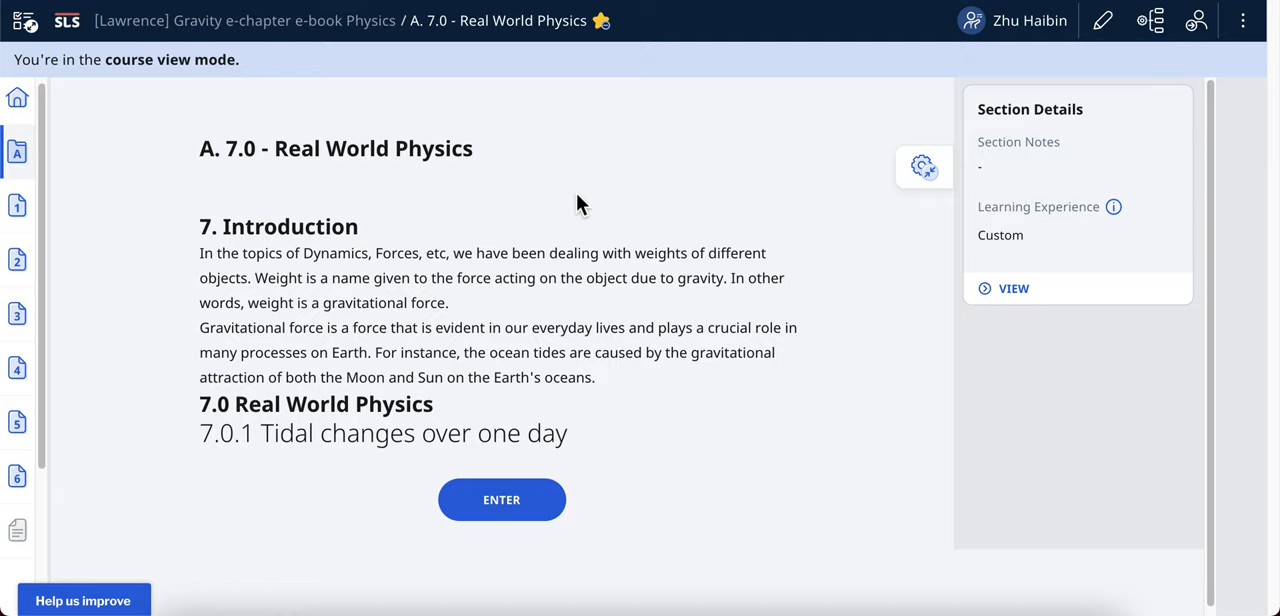 SLS [Lawrence] Gravity e-chapter e-book Physics / A. 7.0 - Real World Physics Zhu Haibin
You're in the course view mode.
A
1
2
3
4
5
6
A. 7.0 - Real World Physics
7. Introduction
In the topics of Dynamics, Forces, etc, we have been dealing with weights of different
objects. Weight is a name given to the force acting on the object due to gravity. In other
words, weight is a gravitational force.
Gravitational force is a force that is evident in our everyday lives and plays a crucial role in
many processes on Earth. For instance, the ocean tides are caused by the gravitational
attraction of both the Moon and Sun on the Earth's oceans.
7.0 Real World Physics
7.0.1 Tidal changes over one day
ENTER
Section Details
Section Notes
-
Learning Experience i
Custom
VIEW
Help us improve